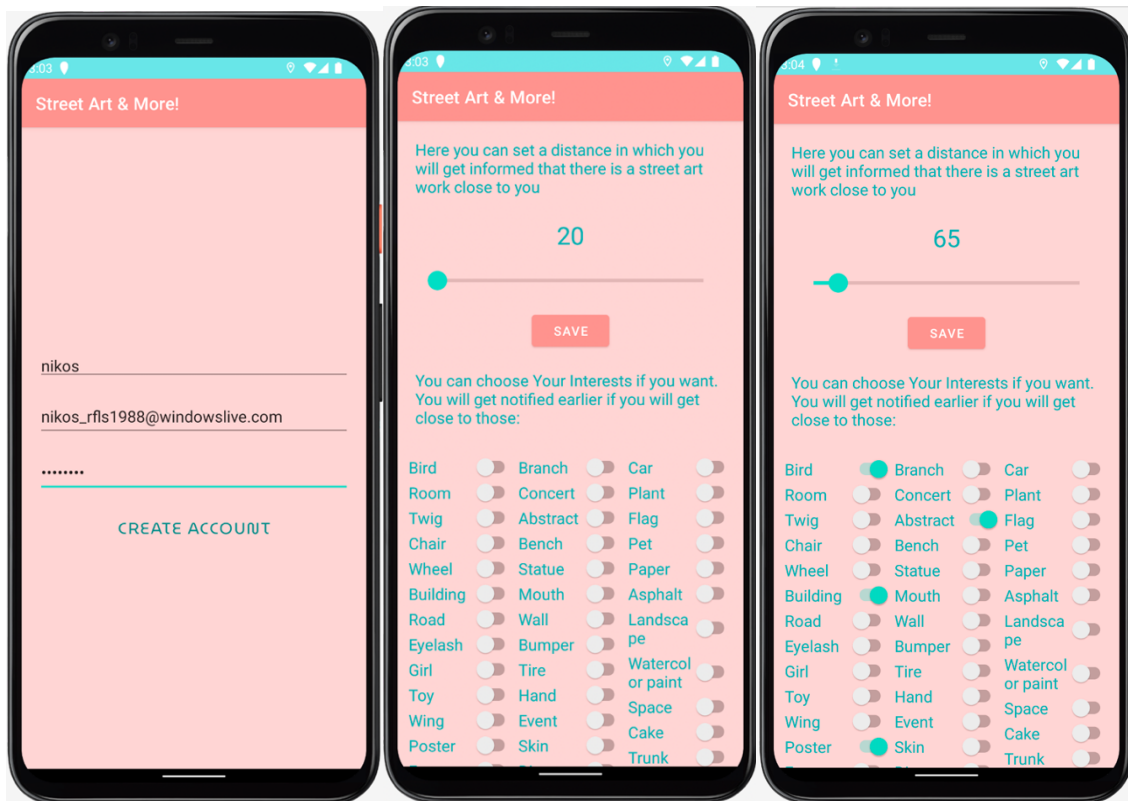 3:03
Street Art & More!
nikos
nikos_rfls1988@windowslive.com
••••••••
CREATE ACCOUNT
3:03
Street Art & More!
Here you can set a distance in which you
will get informed that there is a street art
work close to you
20
SAVE
You can choose Your Interests if you want.
You will get notified earlier if you will get
close to those:
Bird Branch Car
Room Concert Plant
Twig Abstract Flag
Chair Bench Pet
Wheel Statue Paper
Building Mouth Asphalt
Road Wall Landsca
pe
Eyelash Bumper
Girl Tire Watercol
or paint
Toy Hand Space
Wing Event Cake
Poster Skin Trunk
3:04
Street Art & More!
Here you can set a distance in which you
will get informed that there is a street art
work close to you
65
SAVE
You can choose Your Interests if you want.
You will get notified earlier if you will get
close to those:
Bird Branch Car
Room Concert Plant
Twig Abstract Flag
Chair Bench Pet
Wheel Statue Paper
Building Mouth Asphalt
Road Wall Landsca
pe
Eyelash Bumper
Girl Tire Watercol
or paint
Toy Hand Space
Wing Event Cake
Poster Skin Trunk